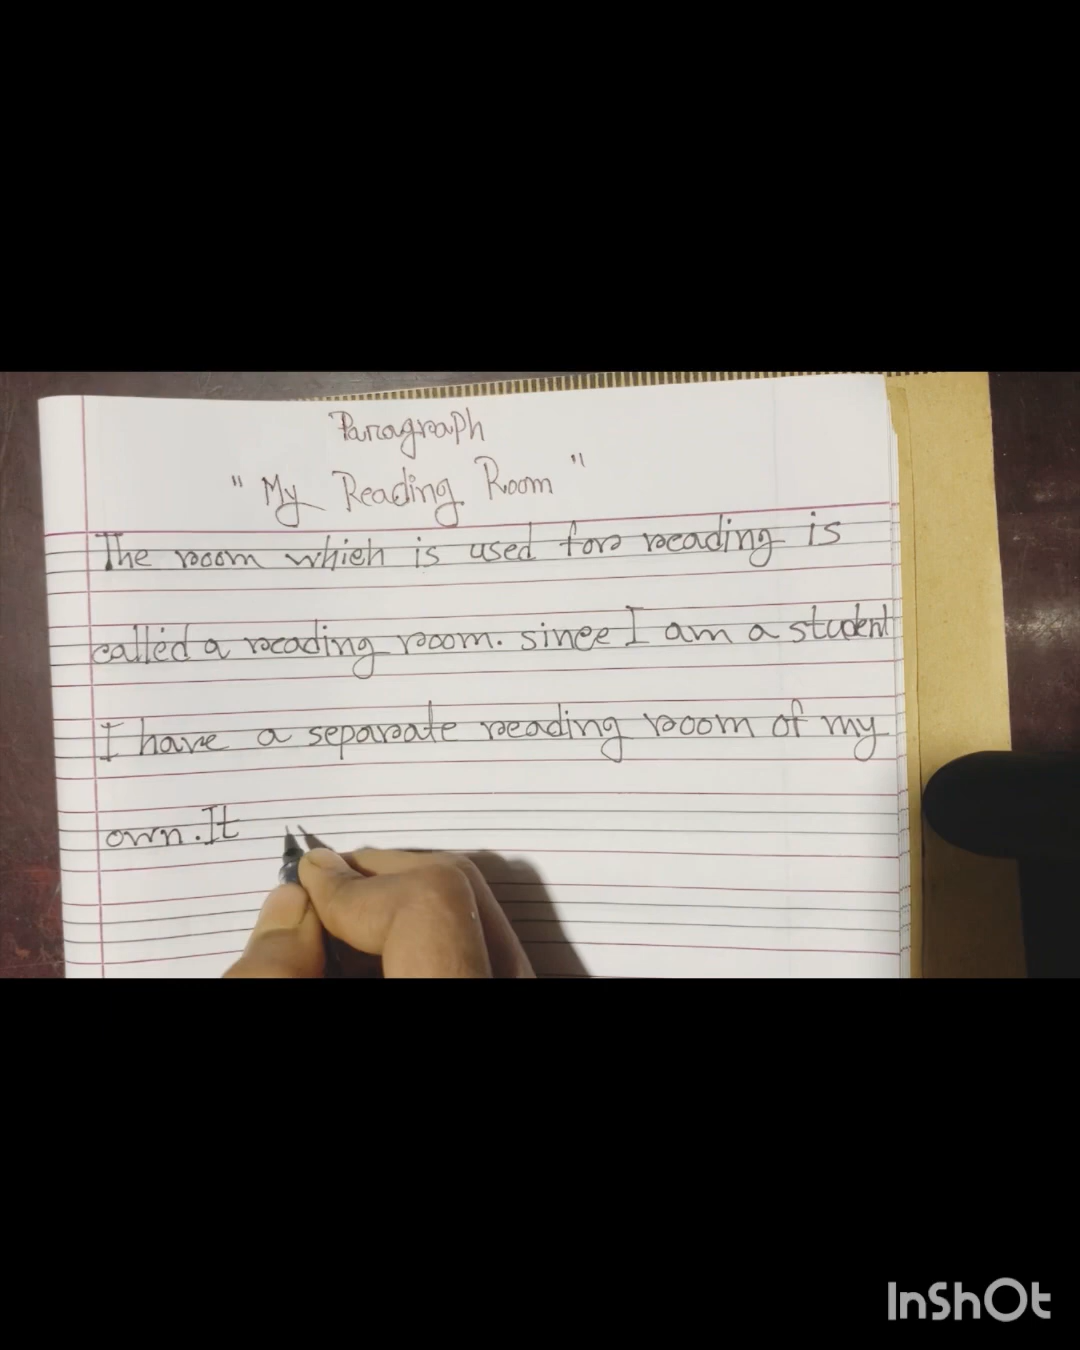 Paragraph
"My Reading Room"
The room which is used for reading is
called a reading room. since I am a student
I have a separate reading room of my
own. It
InShOt